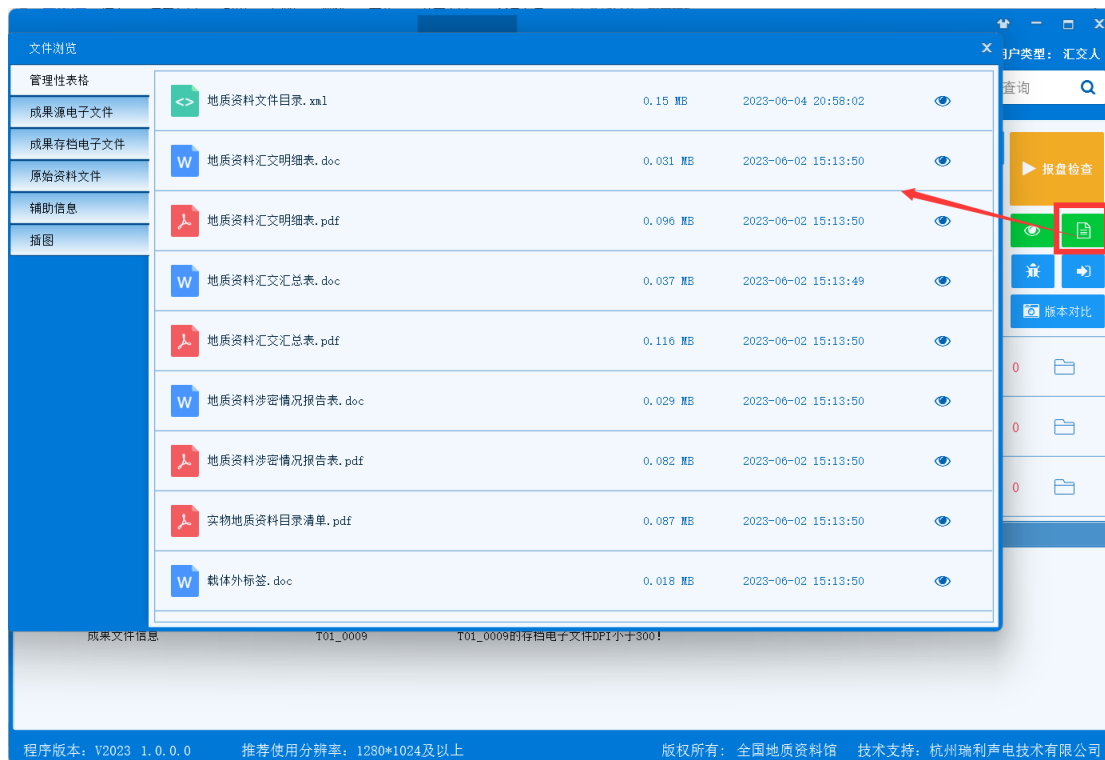 文件浏览
户类型: 汇交人
管理性表格
成果源电子文件
成果存档电子文件
原始资料文件
辅助信息
插图
地质资料文件目录.xml 0.15 MB 2023-06-04 20:58:02
地质资料汇交明细表.doc 0.031 MB 2023-06-02 15:13:50
地质资料汇交明细表.pdf 0.096 MB 2023-06-02 15:13:50
地质资料汇交汇总表.doc 0.037 MB 2023-06-02 15:13:49
地质资料汇交汇总表.pdf 0.116 MB 2023-06-02 15:13:50
地质资料涉密情况报告表.doc 0.029 MB 2023-06-02 15:13:50
地质资料涉密情况报告表.pdf 0.082 MB 2023-06-02 15:13:50
实物地质资料目录清单.pdf 0.087 MB 2023-06-02 15:13:50
载体外标签.doc 0.018 MB 2023-06-02 15:13:50
查询
报盘检查
版本对比
0
0
0
成果文件信息 T01_0009 T01_0009的存档电子文件DPI小于300!
程序版本: V2023 1.0.0.0 推荐使用分辨率: 1280*1024及以上 版权所有: 全国地质资料馆 技术支持: 杭州瑞利声电技术有限公司